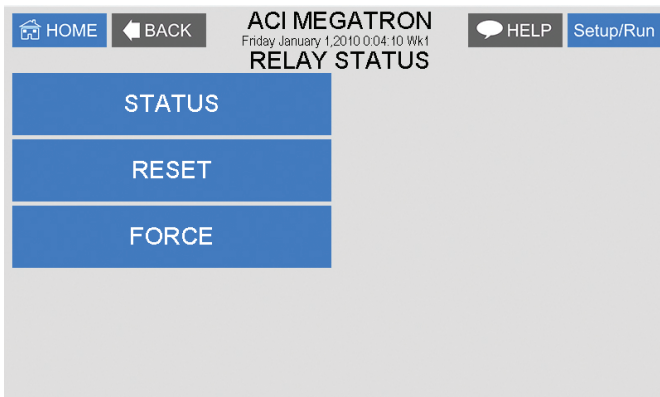 HOME BACK ACI MEGATRON HELP Setup/Run
Friday January 1,2010 0:04:10 Wk1
RELAY STATUS
STATUS
RESET
FORCE